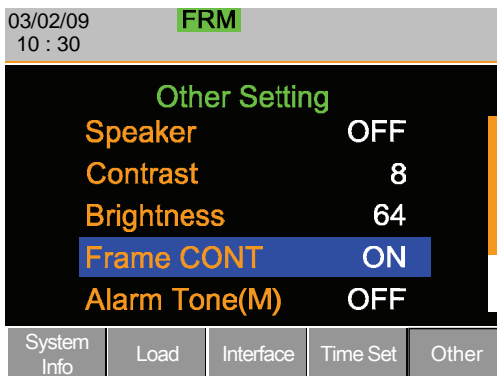 03/02/09 FRM
10 : 30
Other Setting
Speaker OFF
Contrast 8
Brightness 64
Frame CONT ON
Alarm Tone(M) OFF
System Info Load Interface Time Set Other